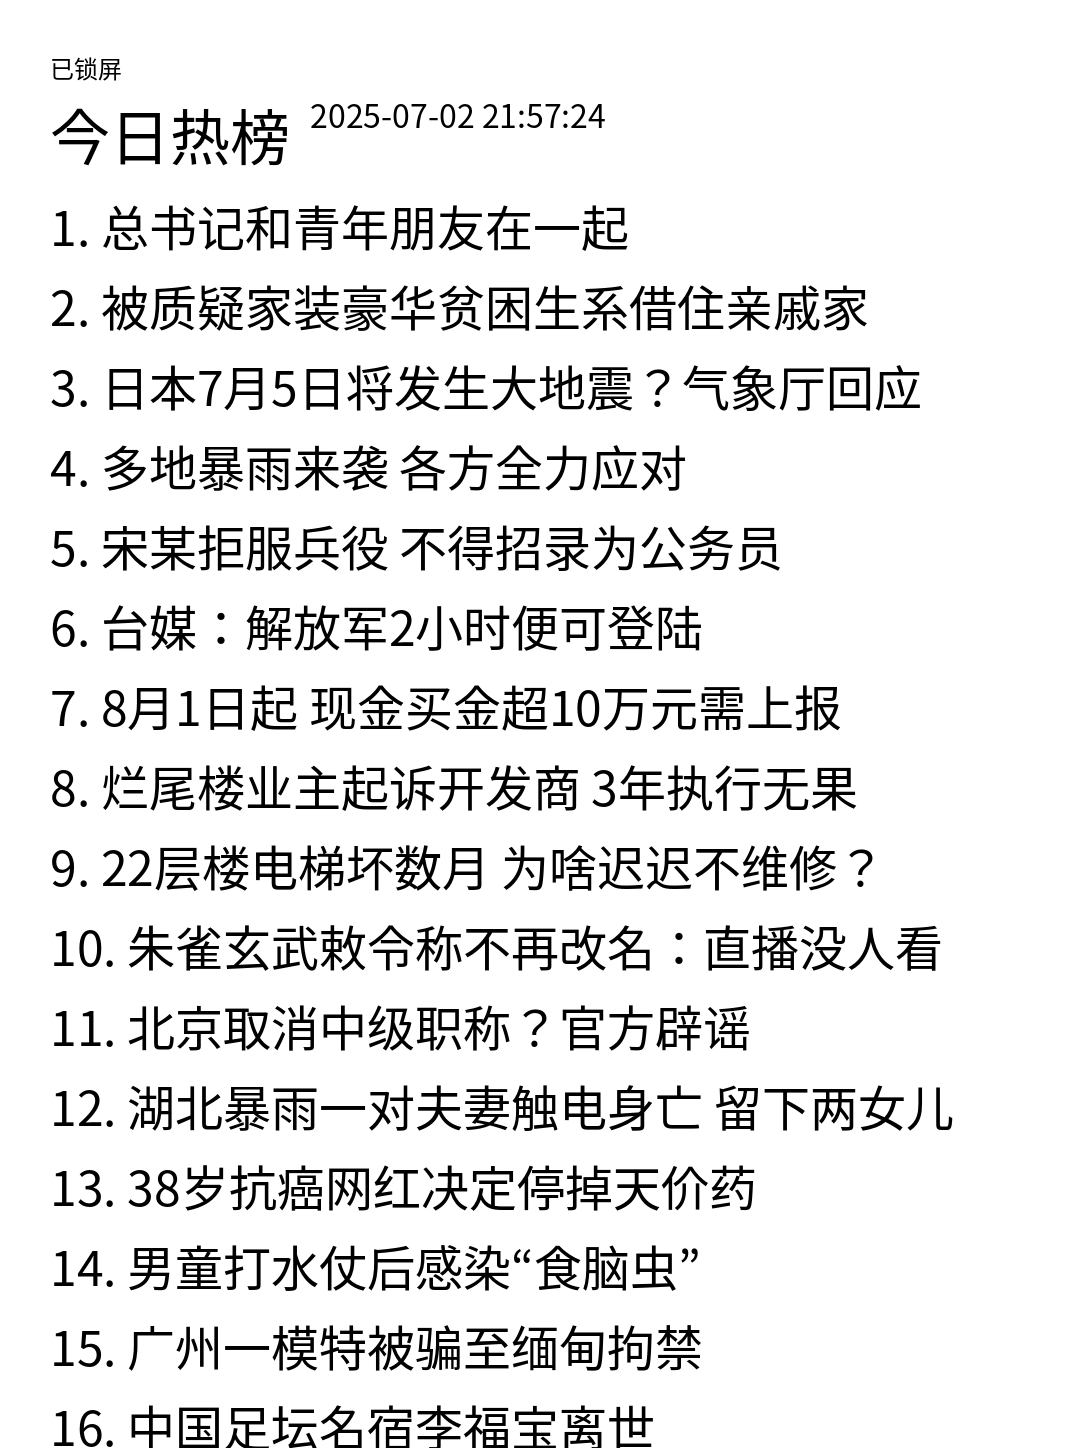 已锁屏
今日热榜 2025-07-02 21:57:24
1. 总书记和青年朋友在一起
2. 被质疑家装豪华贫困生系借住亲戚家
3. 日本7月5日将发生大地震？气象厅回应
4. 多地暴雨来袭 各方全力应对
5. 宋某拒服兵役 不得招录为公务员
6. 台媒：解放军2小时便可登陆
7. 8月1日起 现金买金超10万元需上报
8. 烂尾楼业主起诉开发商 3年执行无果
9. 22层楼电梯坏数月 为啥迟迟不维修？
10. 朱雀玄武敕令称不再改名：直播没人看
11. 北京取消中级职称？官方辟谣
12. 湖北暴雨一对夫妻触电身亡 留下两女儿
13. 38岁抗癌网红决定停掉天价药
14. 男童打水仗后感染“食脑虫”
15. 广州一模特被骗至缅甸拘禁
16. 中国足坛名宿李福宝离世